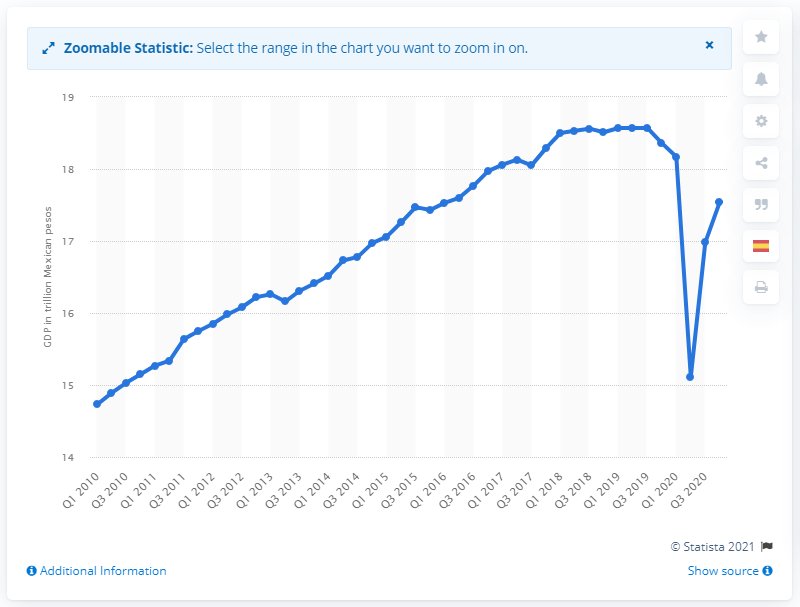 Zoomable Statistic: Select the range in the chart you want to zoom in on.
×
19
18
17
16
15
14
GDP in trillion Mexican pesos
Q1 2010
Q3 2010
Q1 2011
Q3 2011
Q1 2012
Q3 2012
Q1 2013
Q3 2013
Q1 2014
Q3 2014
Q1 2015
Q3 2015
Q1 2016
Q3 2016
Q1 2017
Q3 2017
Q1 2018
Q3 2018
Q1 2019
Q3 2019
Q1 2020
Q3 2020
© Statista 2021
Additional Information
Show source